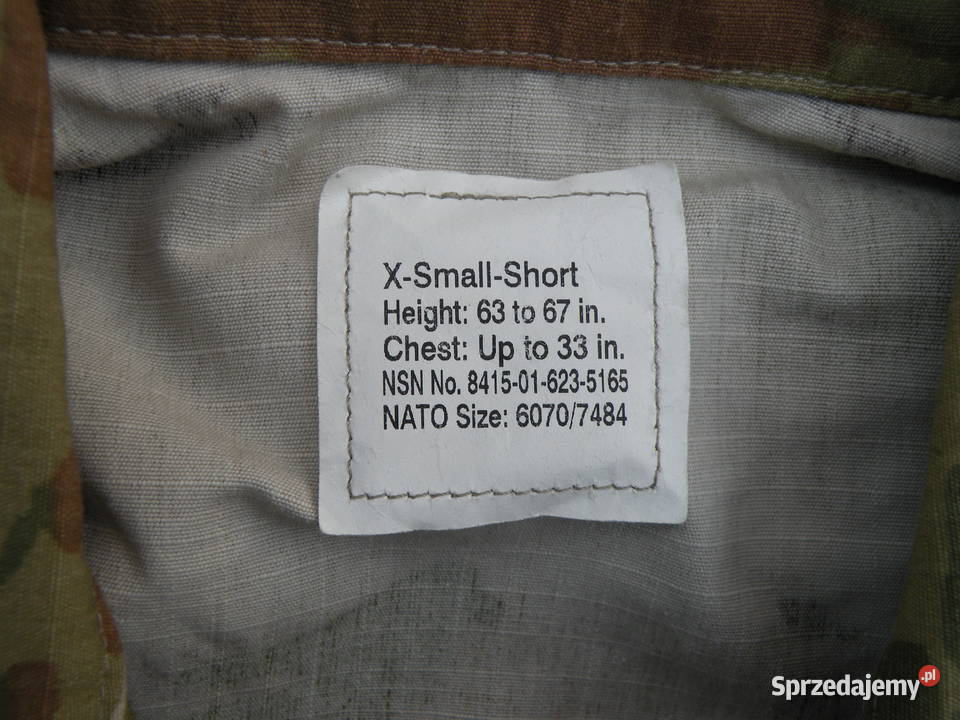 X-Small-Short
Height: 63 to 67 in.
Chest: Up to 33 in.
NSN No. 8415-01-623-5165
NATO Size: 6070/7484
Sprzedajemy.pl